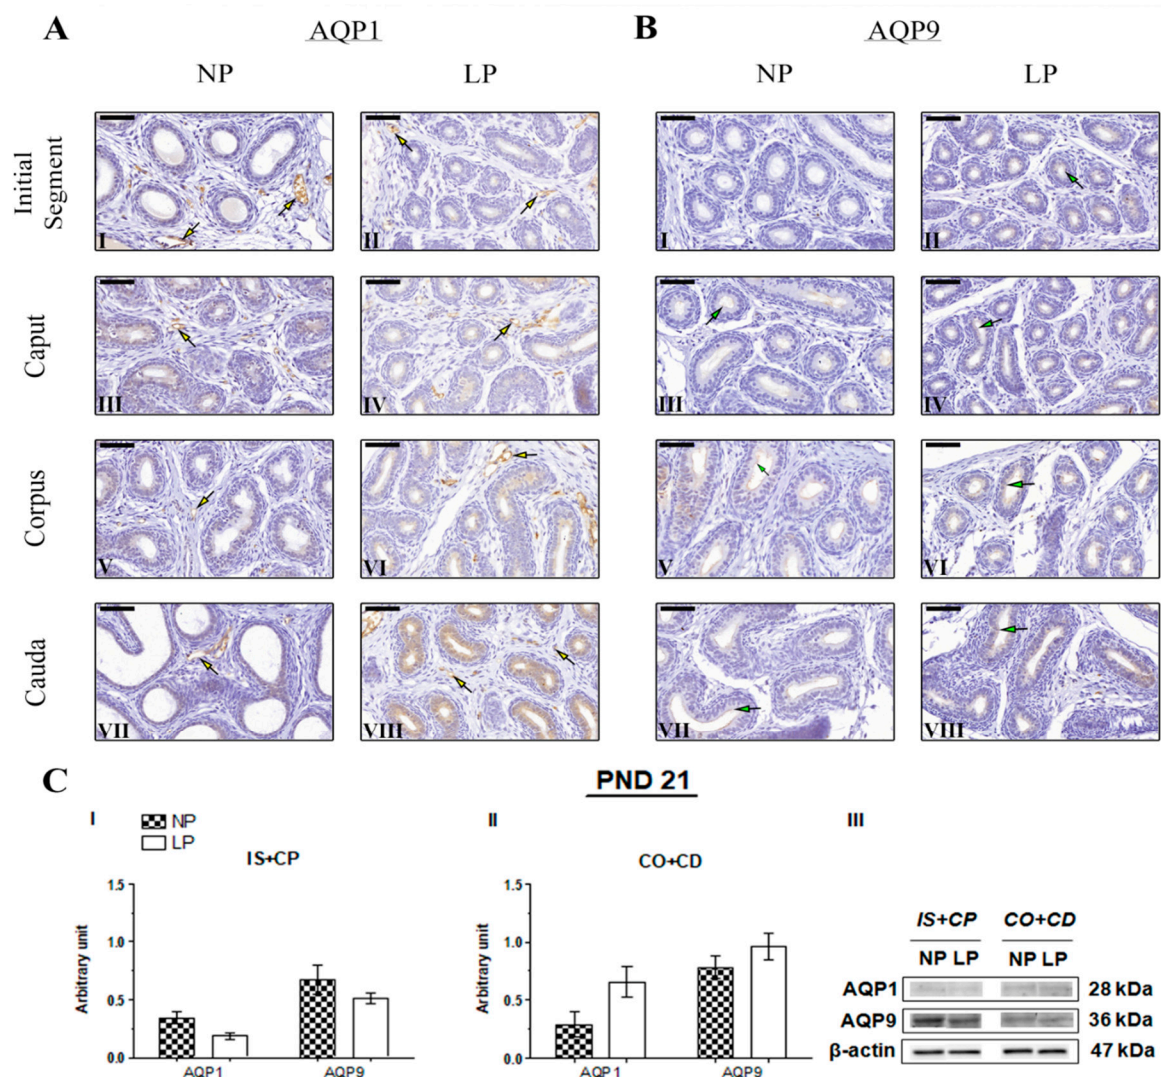 A AQP1 B AQP9
NP LP NP LP
Initial Segment
I II I II
Caput
III IV III IV
Corpus
V VI V VI
Cauda
VII VIII VII VIII
C PND 21
I II III
NP
LP
IS+CP
Arbitrary unit
1.5
1.0
0.5
0.0
AQP1 AQP9
CO+CD
Arbitrary unit
1.5
1.0
0.5
0.0
AQP1 AQP9
IS+CP CO+CD
NP LP NP LP
AQP1 28 kDa
AQP9 36 kDa
β-actin 47 kDa